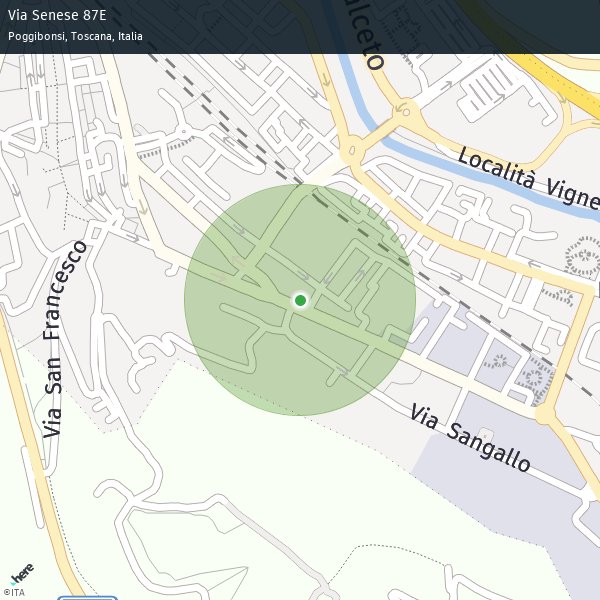 Via Senese 87E
Poggibonsi, Toscana, Italia
alceto
Località Vigne
Via San Francesco
Via Sangallo
here
©ITA